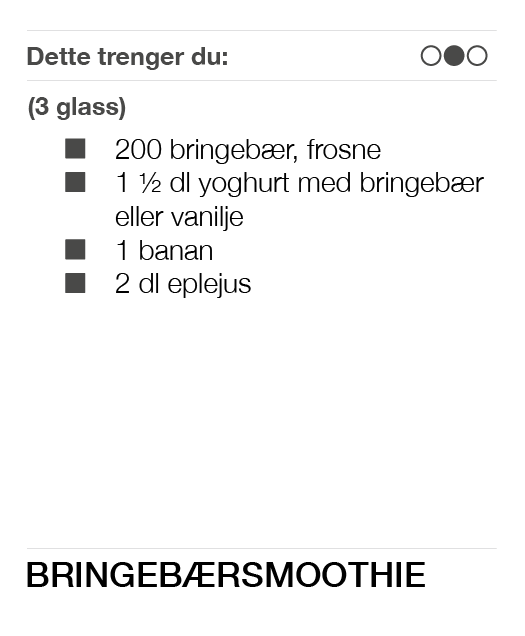 Dette trenger du:
(3 glass)
200 bringebær, frosne
1 ½ dl yoghurt med bringebær
eller vanilje
1 banan
2 dl eplejus
BRINGEBÆRSMOOTHIE